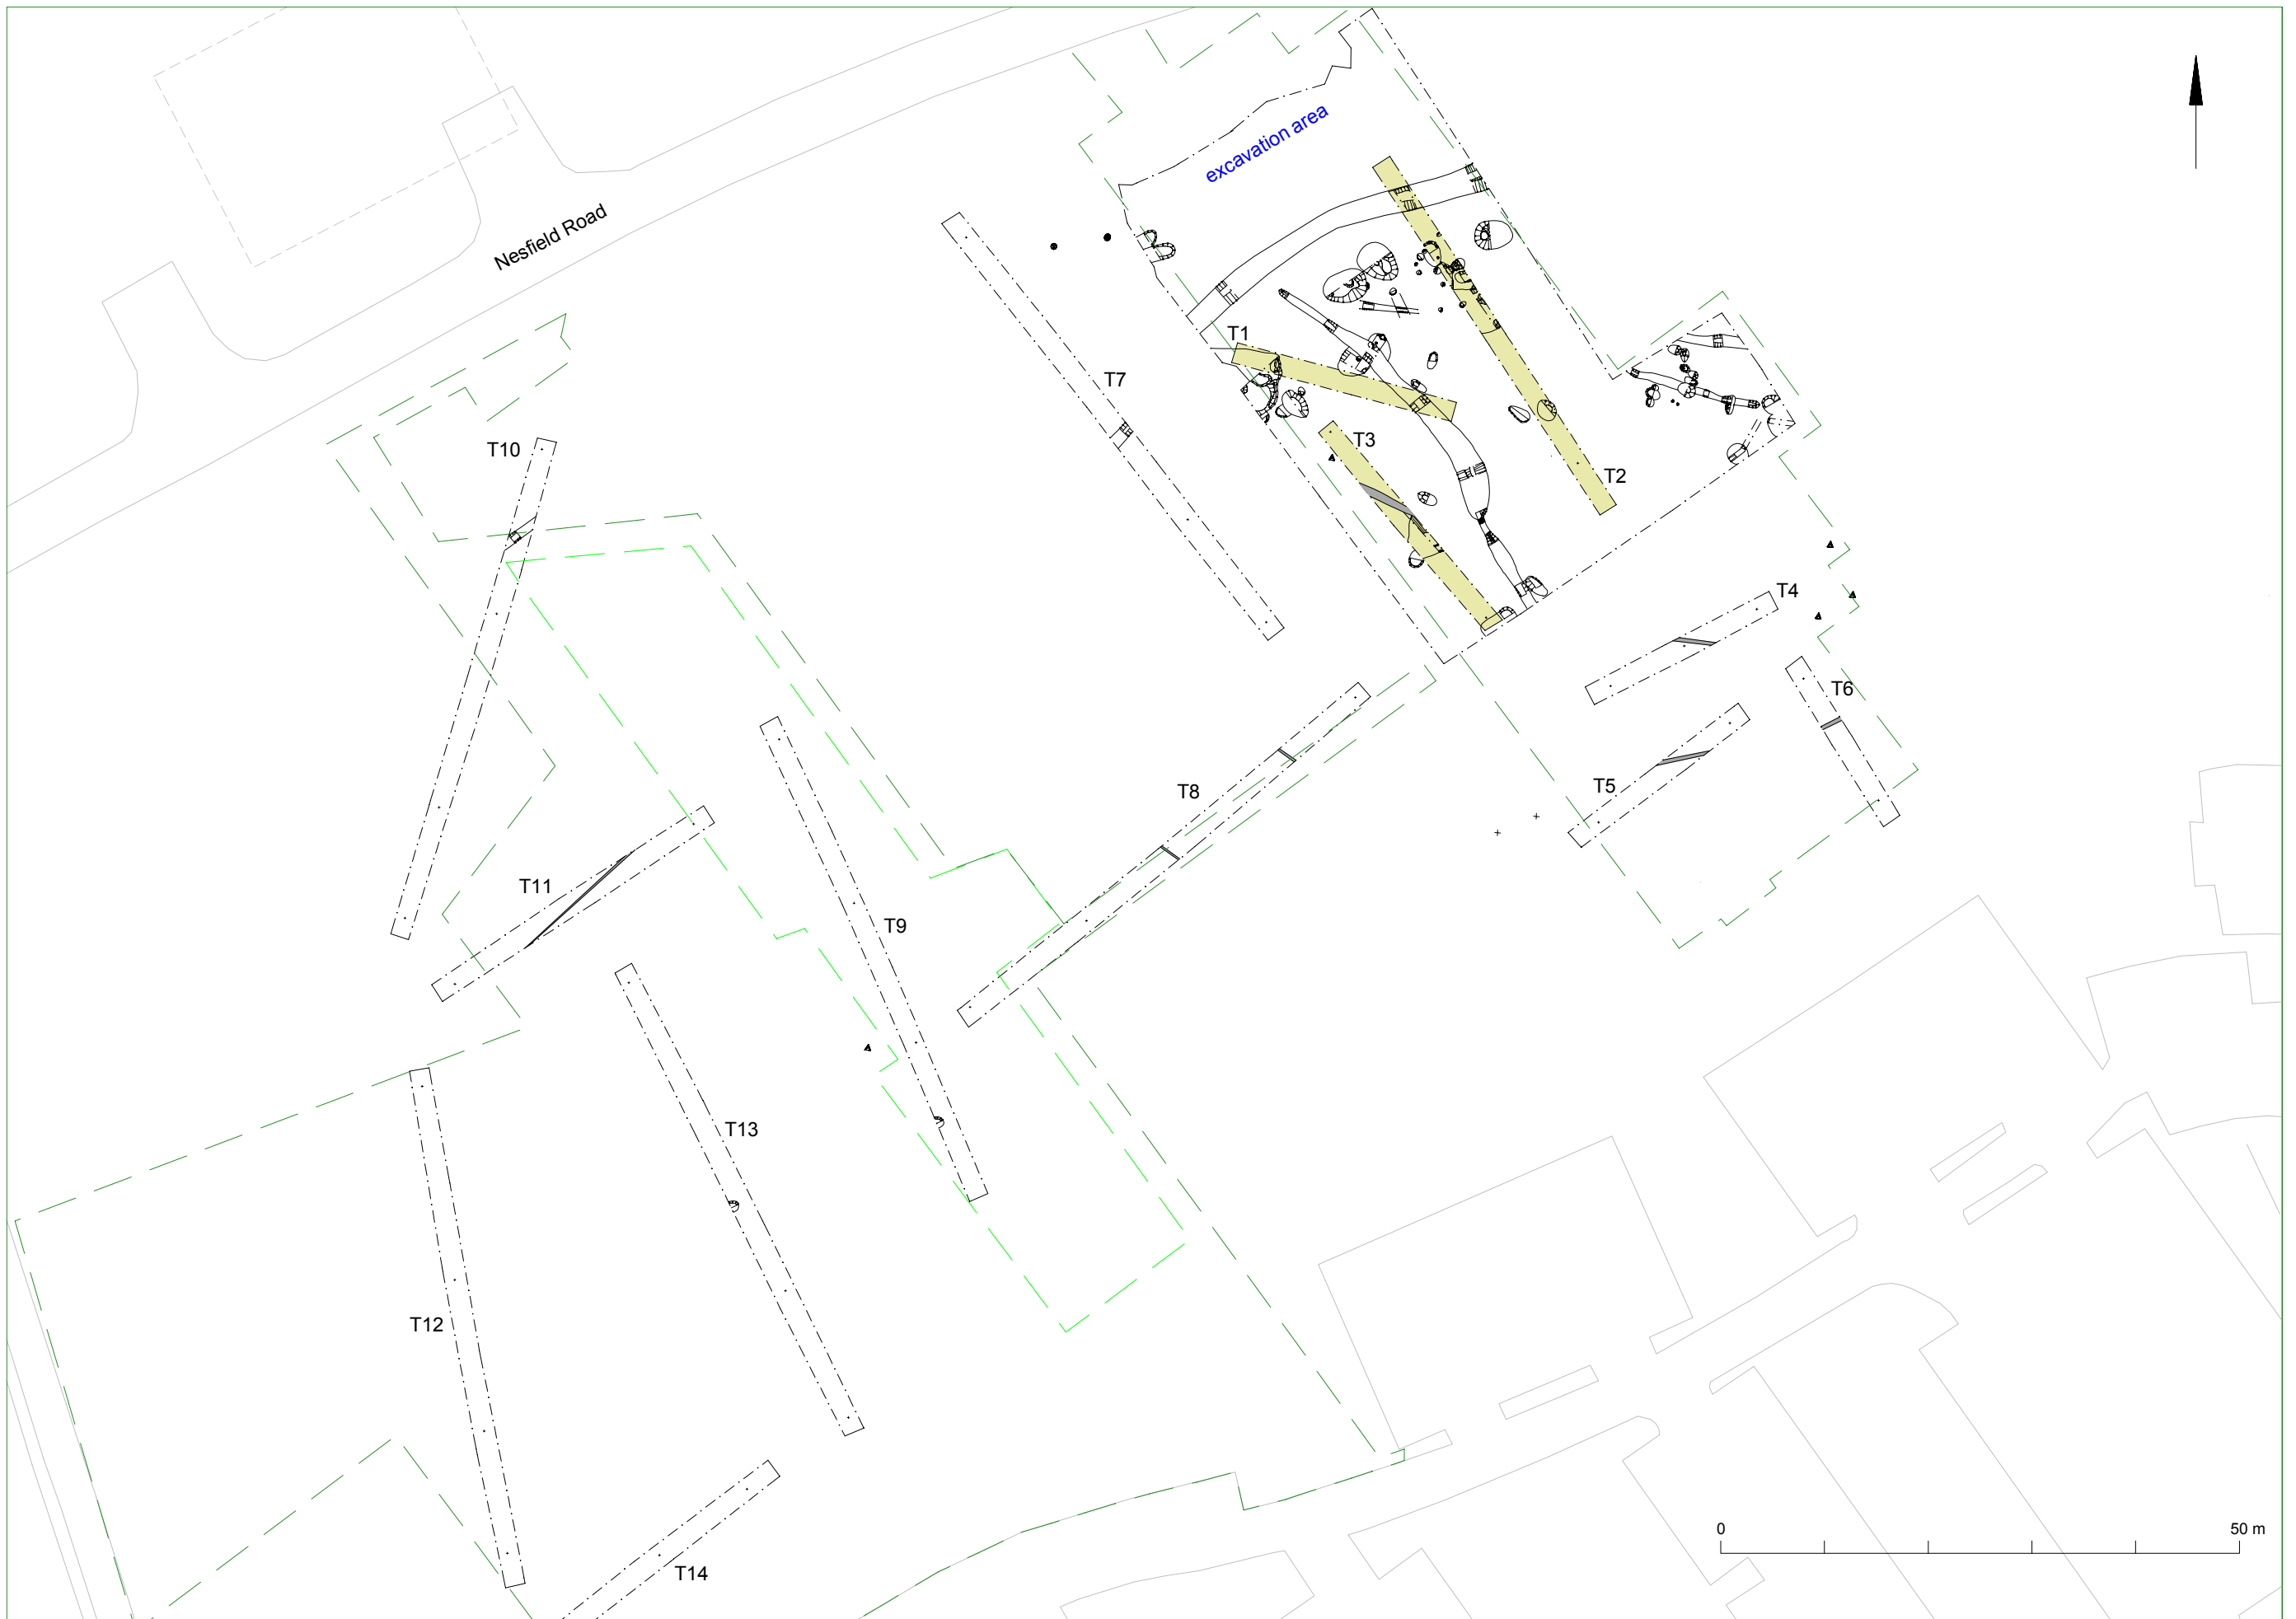 excavation area
Nesfield Road
T1
T7
T3
T10
T2
T4
T6
T5
T8
T11
T9
T13
T12
T14
0
50 m